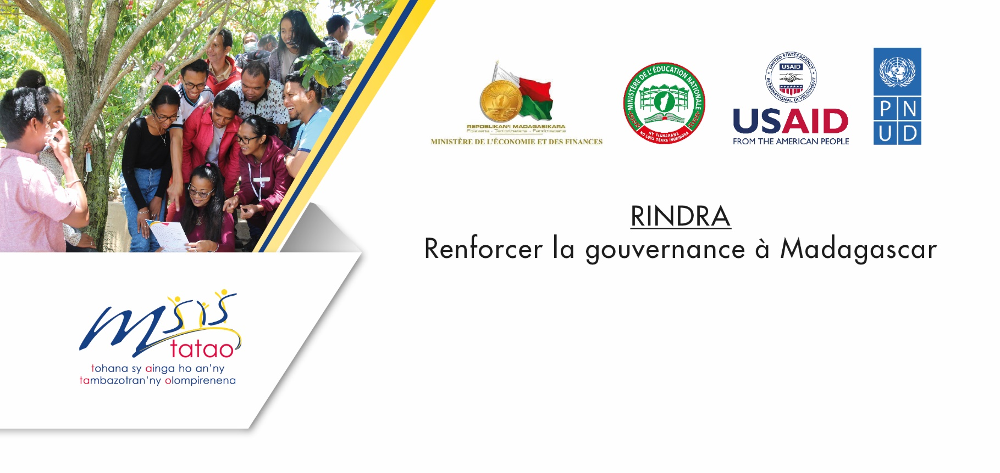 REPOBLIKAN'I MADAGASIKARA
Fitiavana - Tanindrazana - Fandrosoana
MINISTÈRE DE L'ÉCONOMIE ET DES FINANCES
MINISTÈRE DE L'ÉDUCATION NATIONALE
NY FIANARANA
NO LOVA TSARA INDRINDRA
UNITED STATES AGENCY
USAID
INTERNATIONAL DEVELOPMENT
USAID
FROM THE AMERICAN PEOPLE
PN
UD
RINDRA
Renforcer la gouvernance à Madagascar
msis
tatao
tohana sy ainga ho an'ny
tambazotran'ny olompirenena